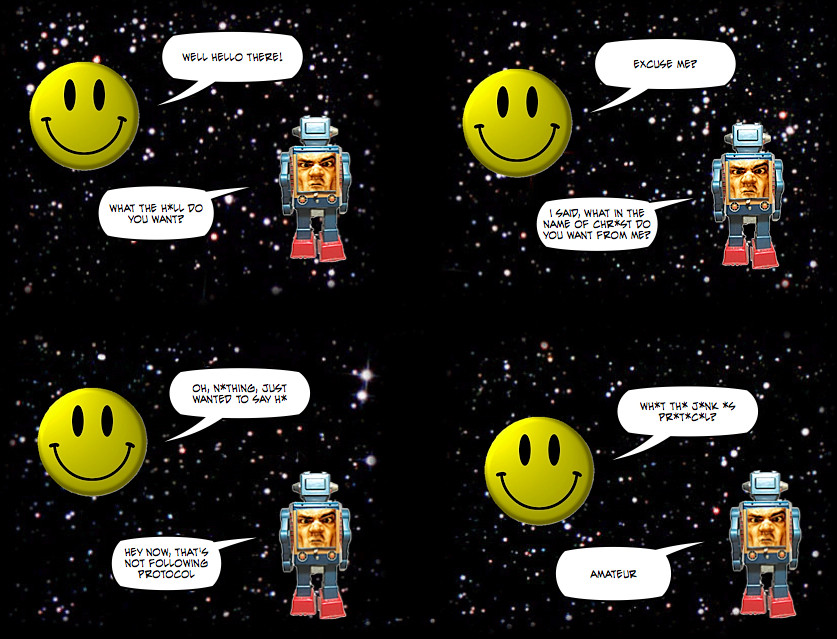 WELL HELLO THERE!
WHAT THE H*LL DO
YOU WANT?
EXCUSE ME?
I SAID, WHAT IN THE
NAME OF CHR*ST DO
YOU WANT FROM ME?
OH, N*THING, JUST
WANTED TO SAY H*
HEY NOW, THAT'S
NOT FOLLOWING
PROTOCOL
WH*T TH* J*NK *S
PR*T*C*L?
AMATEUR